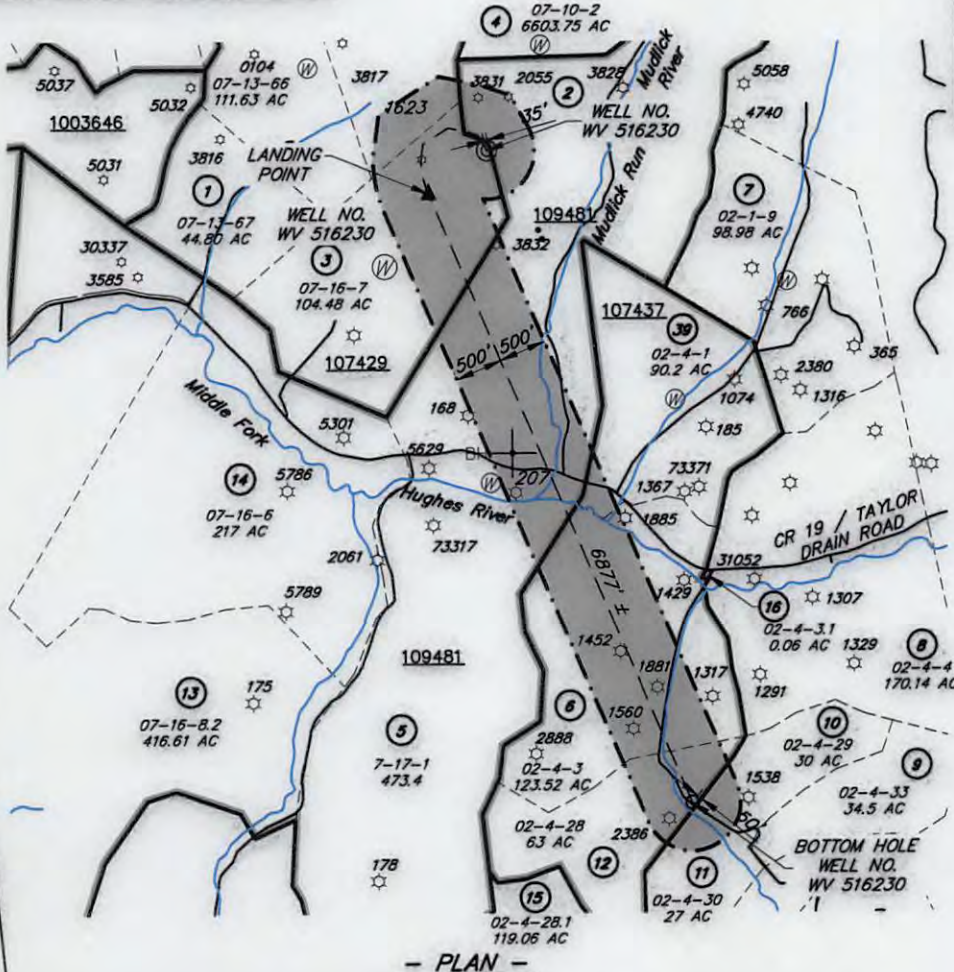 4
07-10-2
6603.75 AC
W
5037
0104
07-13-66
111.63 AC
W
3817
5032
1003646
5031
3816
1
07-13-67
44.80 AC
30337
3585
1623
3831
2055
2
3828
Mudlick
River
35'
WELL NO.
WV 516230
LANDING
POINT
Mudlick Run
109481
3832
5058
4740
7
02-1-9
98.98 AC
W
766
WELL NO.
WV 516230
3
W
07-16-7
104.48 AC
107429
107437
39
02-4-1
90.2 AC
W
1074
185
2380
1316
365
500'
500'
168
Middle Fork
5301
5629
W
207
Hughes River
73371
1367
1885
14
5786
07-16-6
217 AC
73317
2061
5789
CR 19 / TAYLOR
DRAIN ROAD
31052
1429
1307
16
02-4-3.1
0.06 AC
1329
8
02-4-4
170.14 AC
6877' ±
1452
1881
1317
1291
109481
13
175
07-16-8.2
416.61 AC
5
7-17-1
473.4
6
1560
2888
02-4-3
123.52 AC
10
02-4-29
30 AC
9
02-4-33
34.5 AC
1538
02-4-28
63 AC
2386
12
BOTTOM HOLE
WELL NO.
WV 516230
178
11
02-4-30
27 AC
15
02-4-28.1
119.06 AC
– PLAN –